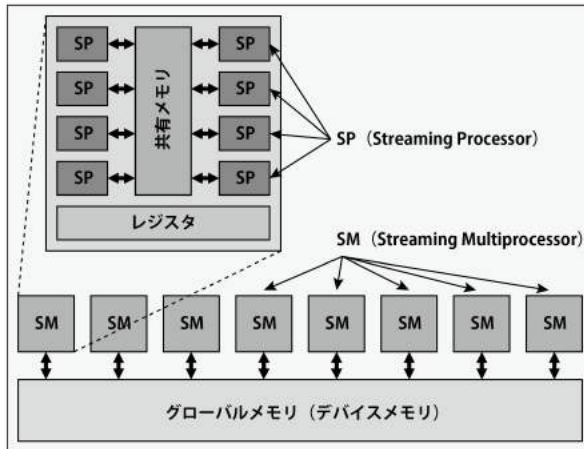 SP SP
SP SP
共有メモリ
SP SP
SP SP
SP（Streaming Processor）
レジスタ
SM（Streaming Multiprocessor）
SM SM SM SM SM SM SM SM
グローバルメモリ（デバイスメモリ）